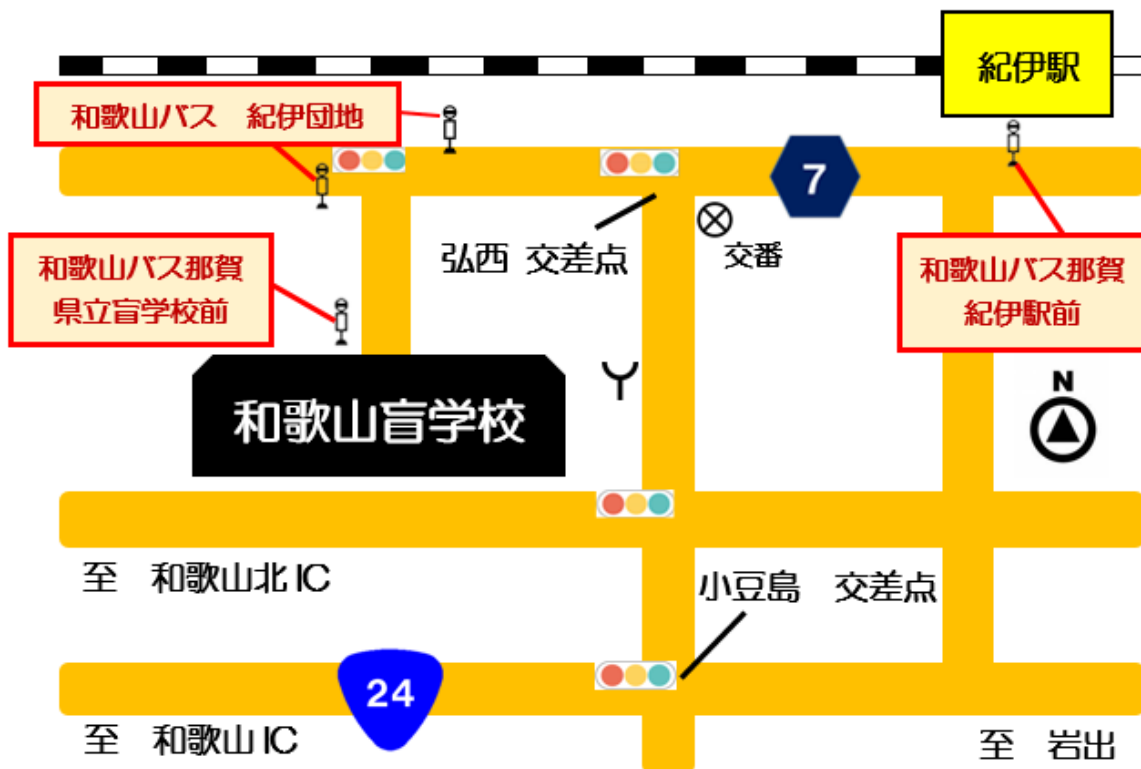 紀伊駅
和歌山バス 紀伊団地
7
弘西 交差点
交番
和歌山バス那賀
県立盲学校前
和歌山バス那賀
紀伊駅前
N
和歌山盲学校
至 和歌山北IC
小豆島 交差点
24
至 和歌山IC
至 岩出